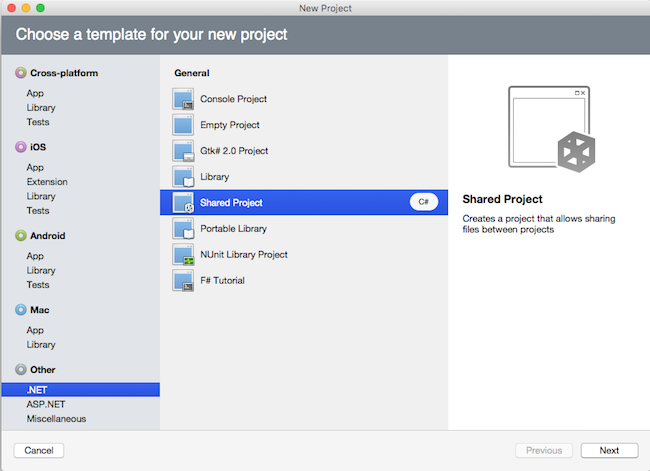 New Project
Choose a template for your new project
Cross-platform
App
Library
Tests
iOS
App
Extension
Library
Tests
Android
App
Library
Tests
Mac
App
Library
Other
.NET
ASP.NET
Miscellaneous
General
Console Project
Empty Project
Gtk# 2.0 Project
Library
Shared Project C#
Portable Library
NUnit Library Project
F# Tutorial
Shared Project
Creates a project that allows sharing
files between projects
Cancel
Previous
Next